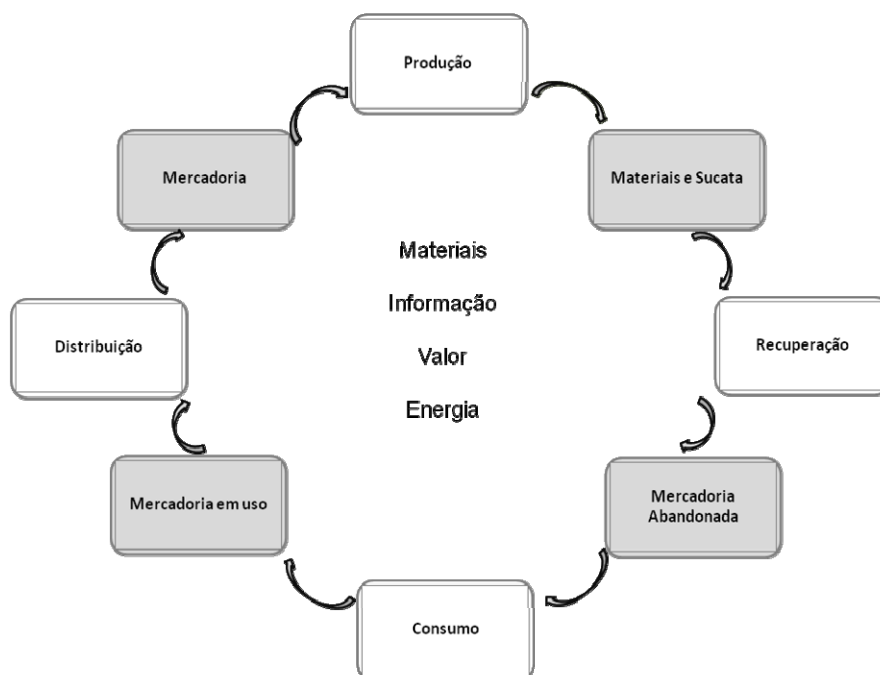 Produção
Mercadoria
Materiais e Sucata
Materiais
Informação
Valor
Energia
Distribuição
Recuperação
Mercadoria em uso
Mercadoria
Abandonada
Consumo